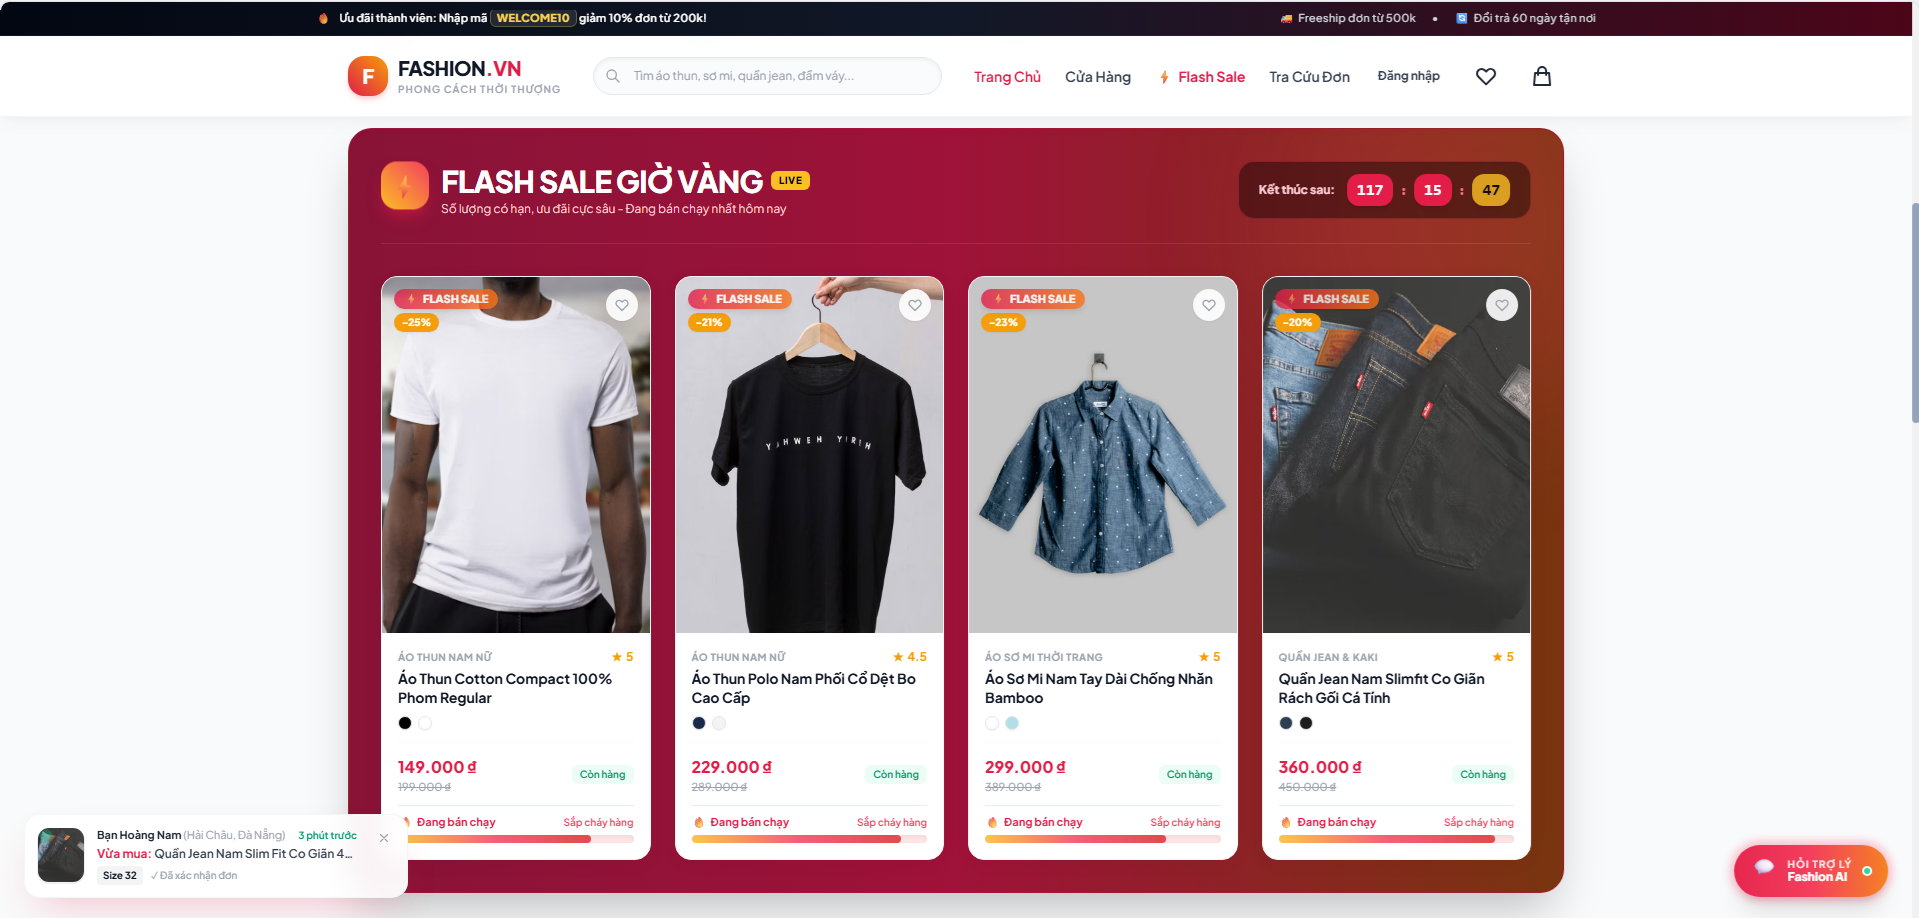 Ưu đãi thành viên: Nhập mã WELCOME10 giảm 10% đơn từ 200k!
Freeship đơn từ 500k • Đổi trả 60 ngày tận nơi
F
FASHION.VN
PHONG CÁCH THỜI THƯỢNG
Tìm áo thun, sơ mi, quần jean, đầm váy...
Trang Chủ
Cửa Hàng
Flash Sale
Tra Cứu Đơn
Đăng nhập
FLASH SALE GIỜ VÀNG LIVE
Số lượng có hạn, ưu đãi cực sâu - Đang bán chạy nhất hôm nay
Kết thúc sau: 117 : 15 : 47
FLASH SALE
-25%
ÁO THUN NAM NỮ ★ 5
Áo Thun Cotton Compact 100%
Phom Regular
149.000 đ
199.000 đ
Còn hàng
Đang bán chạy Sắp cháy hàng
FLASH SALE
-21%
YAHWEH YIREH
ÁO THUN NAM NỮ ★ 4.5
Áo Thun Polo Nam Phối Cổ Dệt Bo
Cao Cấp
229.000 đ
289.000 đ
Còn hàng
Đang bán chạy Sắp cháy hàng
FLASH SALE
-23%
ÁO SƠ MI THỜI TRANG ★ 5
Áo Sơ Mi Nam Tay Dài Chống Nhăn
Bamboo
299.000 đ
389.000 đ
Còn hàng
Đang bán chạy Sắp cháy hàng
FLASH SALE
-20%
QUẦN JEAN & KAKI ★ 5
Quần Jean Nam Slimfit Co Giãn
Rách Gối Cá Tính
360.000 đ
450.000 đ
Còn hàng
Đang bán chạy Sắp cháy hàng
Bạn Hoàng Nam (Hải Châu, Đà Nẵng) 3 phút trước
Vừa mua: Quần Jean Nam Slim Fit Co Giãn 4...
Size 32 ✓ Đã xác nhận đơn
HỎI TRỢ LÝ
Fashion AI